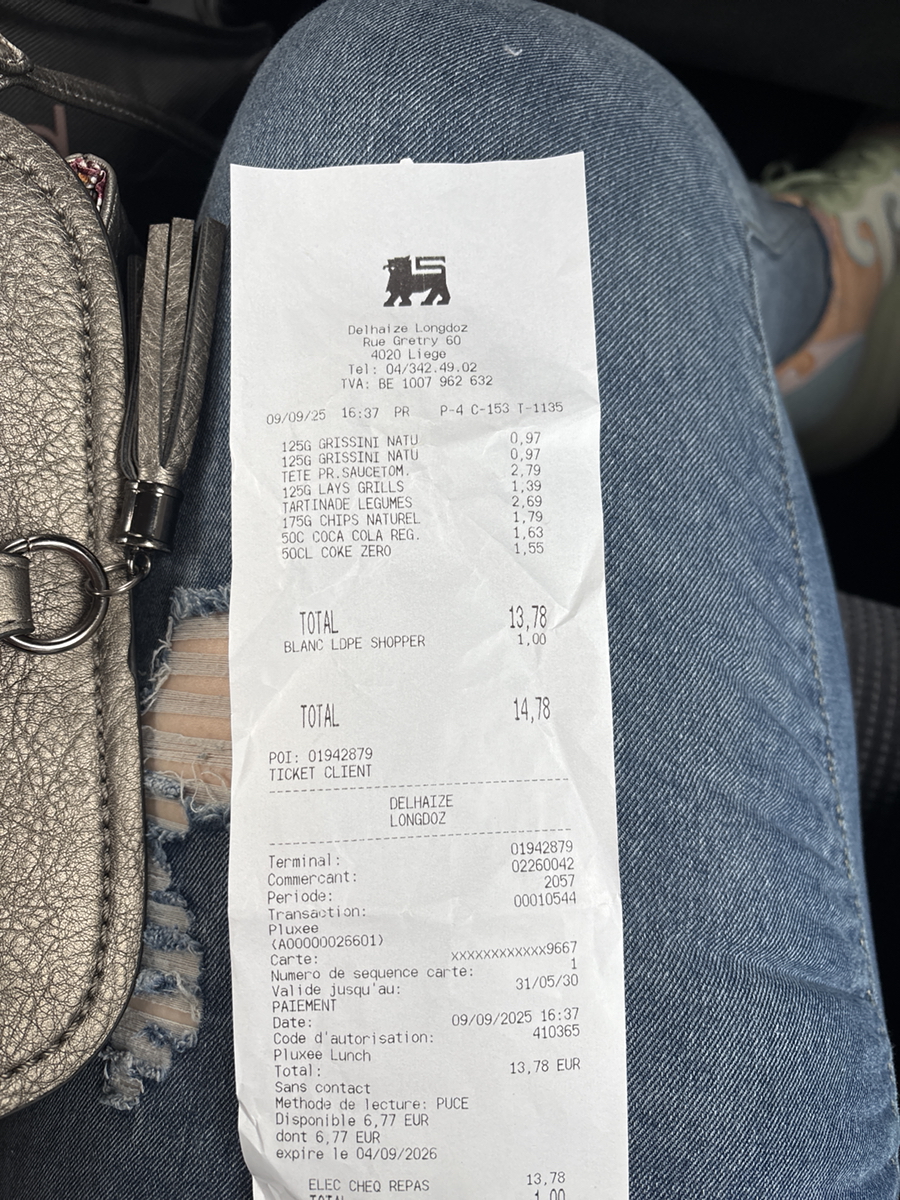 Delhaize Longdoz
Rue Gretry 60
4020 Liege
Tel: 04/342.49.02
TVA: BE 1007 962 632
09/09/25 16:37 PR P-4 C-153 T-1135
125G GRISSINI NATU 0,97
125G GRISSINI NATU 0,97
TETE PR.SAUCETOM. 2,79
125G LAYS GRILLS 1,39
TARTINADE LEGUMES 2,69
175G CHIPS NATUREL 1,79
50C COCA COLA REG. 1,63
50CL COKE ZERO 1,55
TOTAL 13,78
BLANC LDPE SHOPPER 1,00
TOTAL 14,78
POI: 01942879
TICKET CLIENT
DELHAIZE
LONGDOZ
Terminal: 01942879
Commercant: 02260042
Periode: 2057
Transaction: 00010544
Pluxee
(A00000026601)
Carte: xxxxxxxxxxxx9667
Numero de sequence carte: 1
Valide jusqu'au: 31/05/30
PAIEMENT
Date: 09/09/2025 16:37
Code d'autorisation: 410365
Pluxee Lunch
Total: 13,78 EUR
Sans contact
Methode de lecture: PUCE
Disponible 6,77 EUR
dont 6,77 EUR
expire le 04/09/2026
ELEC CHEQ REPAS 13,78
TOTAL 1,00